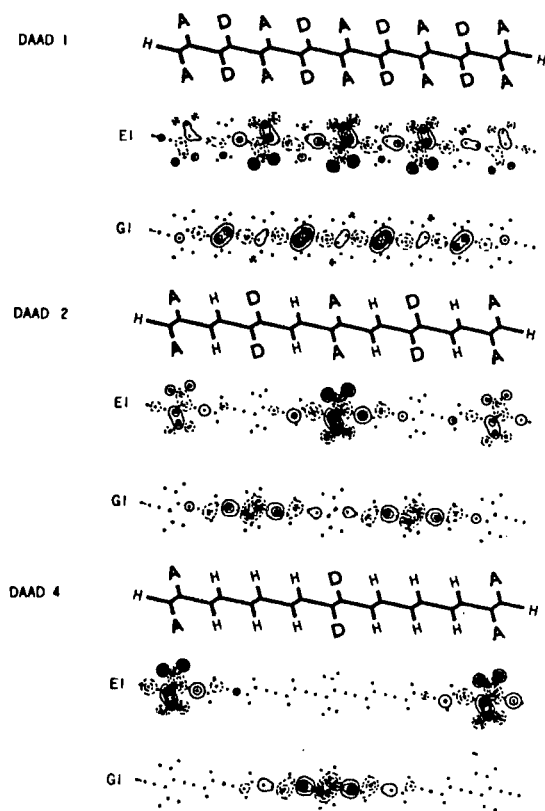 A D A D A D A D A
DAAD 1
H H
A D A D A D A D A
E1
G1
A H D H A H D H A
DAAD 2
H H
A H D H A H D H A
E1
G1
A H H H D H H H A
DAAD 4
H H
A H H H D H H H A
E1
G1